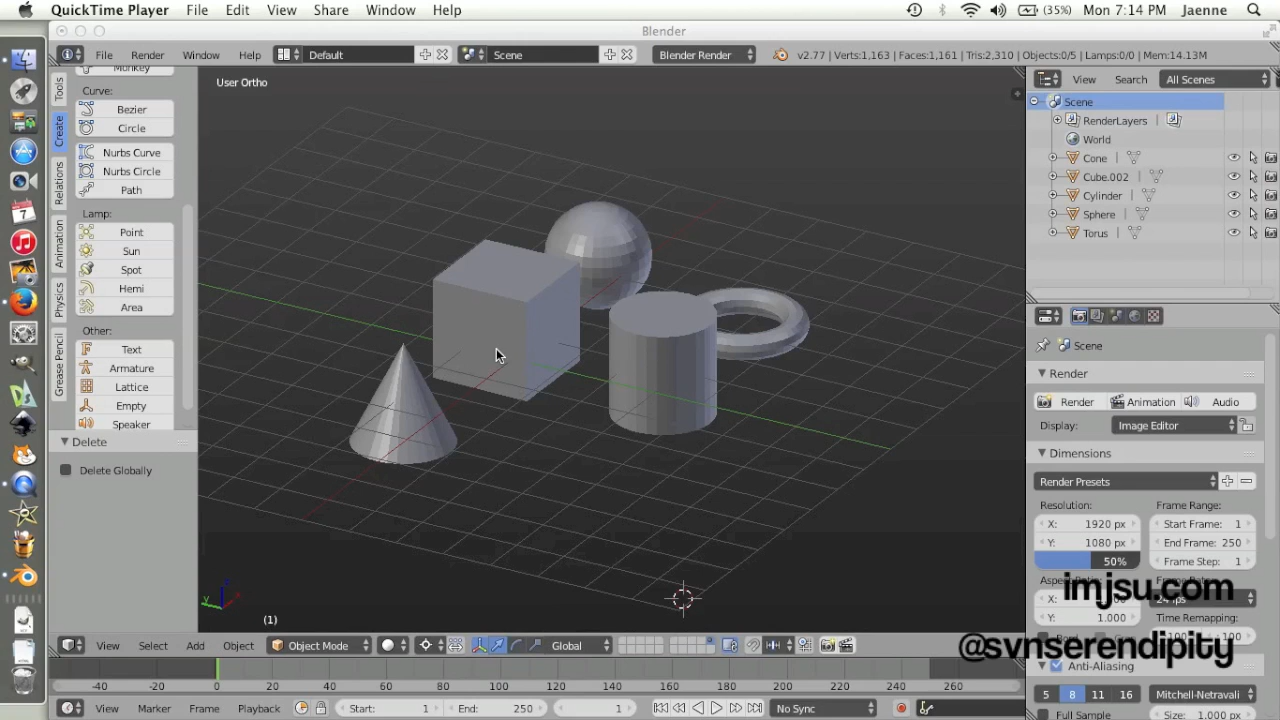 QuickTime Player File Edit View Share Window Help (35%) Mon 7:14 PM Jaenne
Blender
File Render Window Help Default Scene Blender Render v2.77 | Verts:1,163 | Faces:1,161 | Tris:2,310 | Objects:0/5 | Lamps:0/0 | Mem:14.13M
View Search All Scenes
User Ortho
Tools
Create
Relations
Animation
Physics
Grease Pencil
Monkey
Curve:
Bezier
Circle
Nurbs Curve
Nurbs Circle
Path
Lamp:
Point
Sun
Spot
Hemi
Area
Other:
Text
Armature
Lattice
Empty
Speaker
Delete
Delete Globally
7
Scene
RenderLayers
World
Cone
Cube.002
Cylinder
Sphere
Torus
Scene
Render
Render Animation Audio
Display: Image Editor
Dimensions
Render Presets
Resolution: Frame Range:
X: 1920 px Start Frame: 1
Y: 1080 px End Frame: 250
50% Frame Step: 1
imjsu.com
24 fps
Y: 1.000 Time Remapping:
@svnserendipity
Anti-Aliasing
5 8 11 16 Mitchell-Netravali
Full Sample Size: 1.000 px
(1)
View Select Add Object Object Mode Global
-40 -20 0 20 40 60 80 100 120 140 160 180 200 220 240 260
View Marker Frame Playback Start: 1 End: 250 1 No Sync